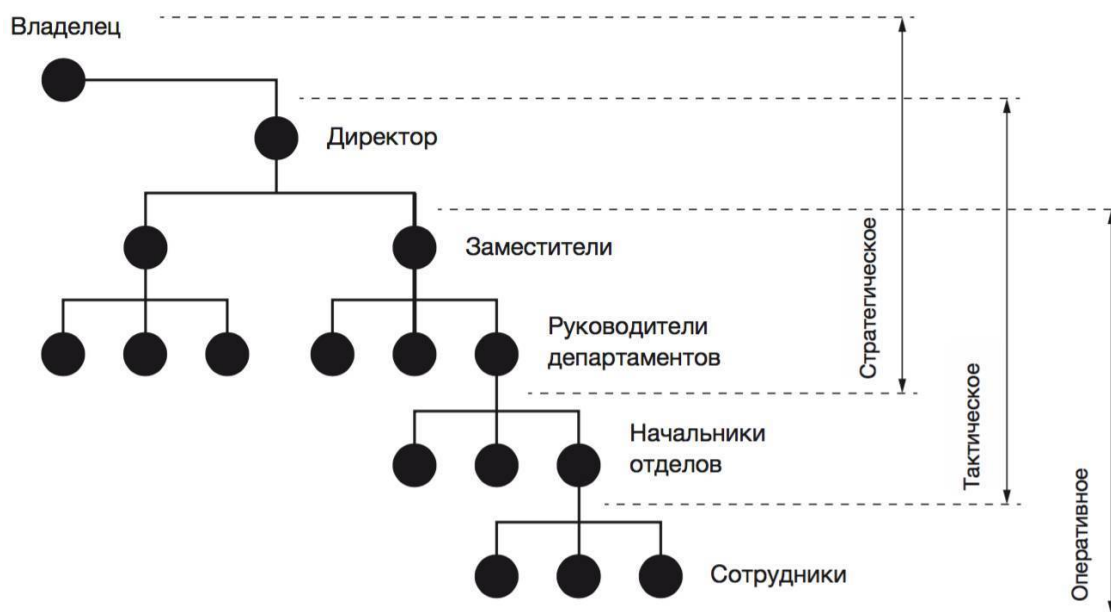 Владелец
Директор
Заместители
Руководители
департаментов
Начальники
отделов
Сотрудники
Стратегическое
Тактическое
Оперативное